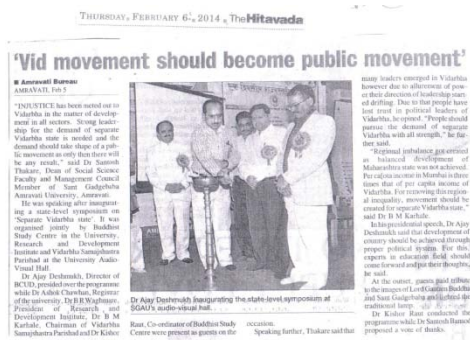 THURSDAY, FEBRUARY 6, 2014, The Hitavada
'Vid movement should become public movement'
■ Amravati Bureau
AMRAVATI, Feb 5
"INJUSTICE has been meted out to
Vidarbha in the matter of develop-
ment in all sectors. Strong leader-
ship for the demand of separate
Vidarbha state is needed and the
demand should take shape of a pub-
lic movement as only then there will
be any result," said Dr Santosh
Thakare, Dean of Social Science
Faculty and Management Council
Member of Sant Gadgebaba
Amravati University, Amravati.
He was speaking after inaugurat-
ing a state-level symposium on
'Separate Vidarbha state'. It was
organised jointly by Buddhist
Study Centre in the University,
Research and Development
Institute and Vidarbha Samajshastra
Parishad at the University Audio-
Visual Hall.
Dr Ajay Deshmukh, Director of
BCUD, presided over the programme
while Dr Ashok Chawhan, Registrar
of the university, Dr B R Waghmare,
President of Research and
Development Institute, Dr B M
Karhale, Chairman of Vidarbha
Samajshastra Parishad and Dr Kishor
Dr Ajay Deshmukh inaugurating the state-level symposium at
SGAU's audio-visual hall.
Raut, Co-ordinator of Buddhist Study
Centre were present as guests on the
occasion.
Speaking further, Thakare said that
many leaders emerged in Vidarbha
however due to allurement of pow-
er their direction of leadership start-
ed drifting. Due to that people have
lost trust in political leaders of
Vidarbha, he opined. "People should
pursue the demand of separate
Vidarbha with all strength," he fur-
ther said.
"Regional imbalance got created
as balanced development of
Maharashtra state was not achieved.
Per capita income in Mumbai is three
times that of per capita income of
Vidarbha. For removing this region-
al inequality, movement should be
created for separate Vidarbha state,"
said Dr B M Karhale.
In his presidential speech, Dr Ajay
Deshmukh said that development of
country should be achieved through
proper political system. For this,
experts in education field should
come forward and put their thoughts,
he said.
At the outset, guests paid tribute
to the images of Lord Gautam Buddha
and Sant Gadgebaba and lighted the
traditional lamp.
Dr Kishor Raut conducted the
programme while Dr Santosh Bansod
proposed a vote of thanks.